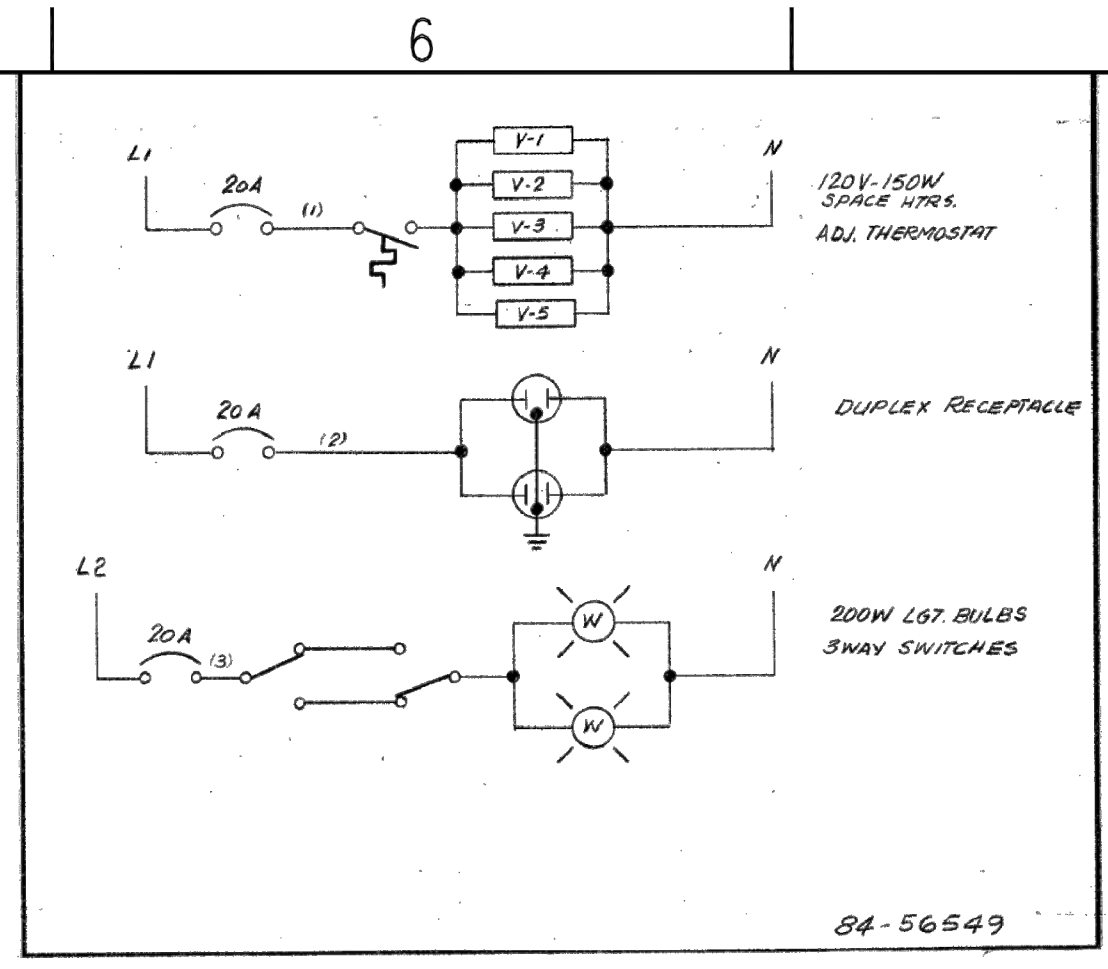 6
L1
20A
(1)
V-1
V-2
V-3
V-4
V-5
N
120V-150W
SPACE HTRS.
ADJ. THERMOSTAT
L1
20A
(2)
N
DUPLEX RECEPTACLE
L2
20A
(3)
W
W
N
200W LGT. BULBS
3WAY SWITCHES
84-56549